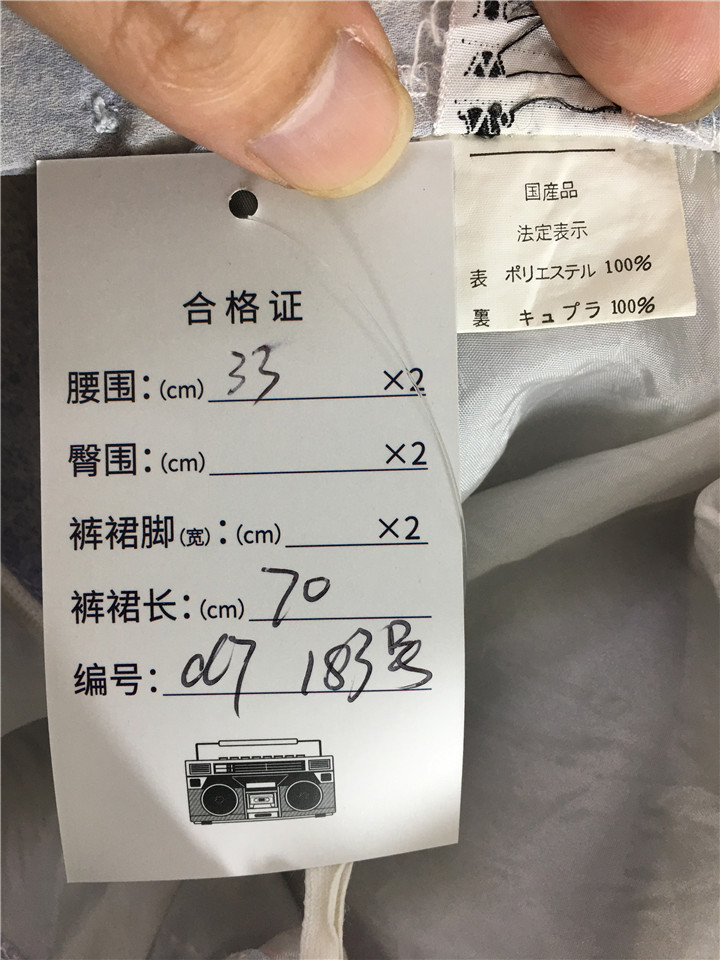 合格证
腰围：(cm) 33 ×2
臀围：(cm) ×2
裤裙脚(宽)：(cm) ×2
裤裙长：(cm) 70
编号： 183号
国産品
法定表示
表 ポリエステル 100%
裏 キュプラ 100%